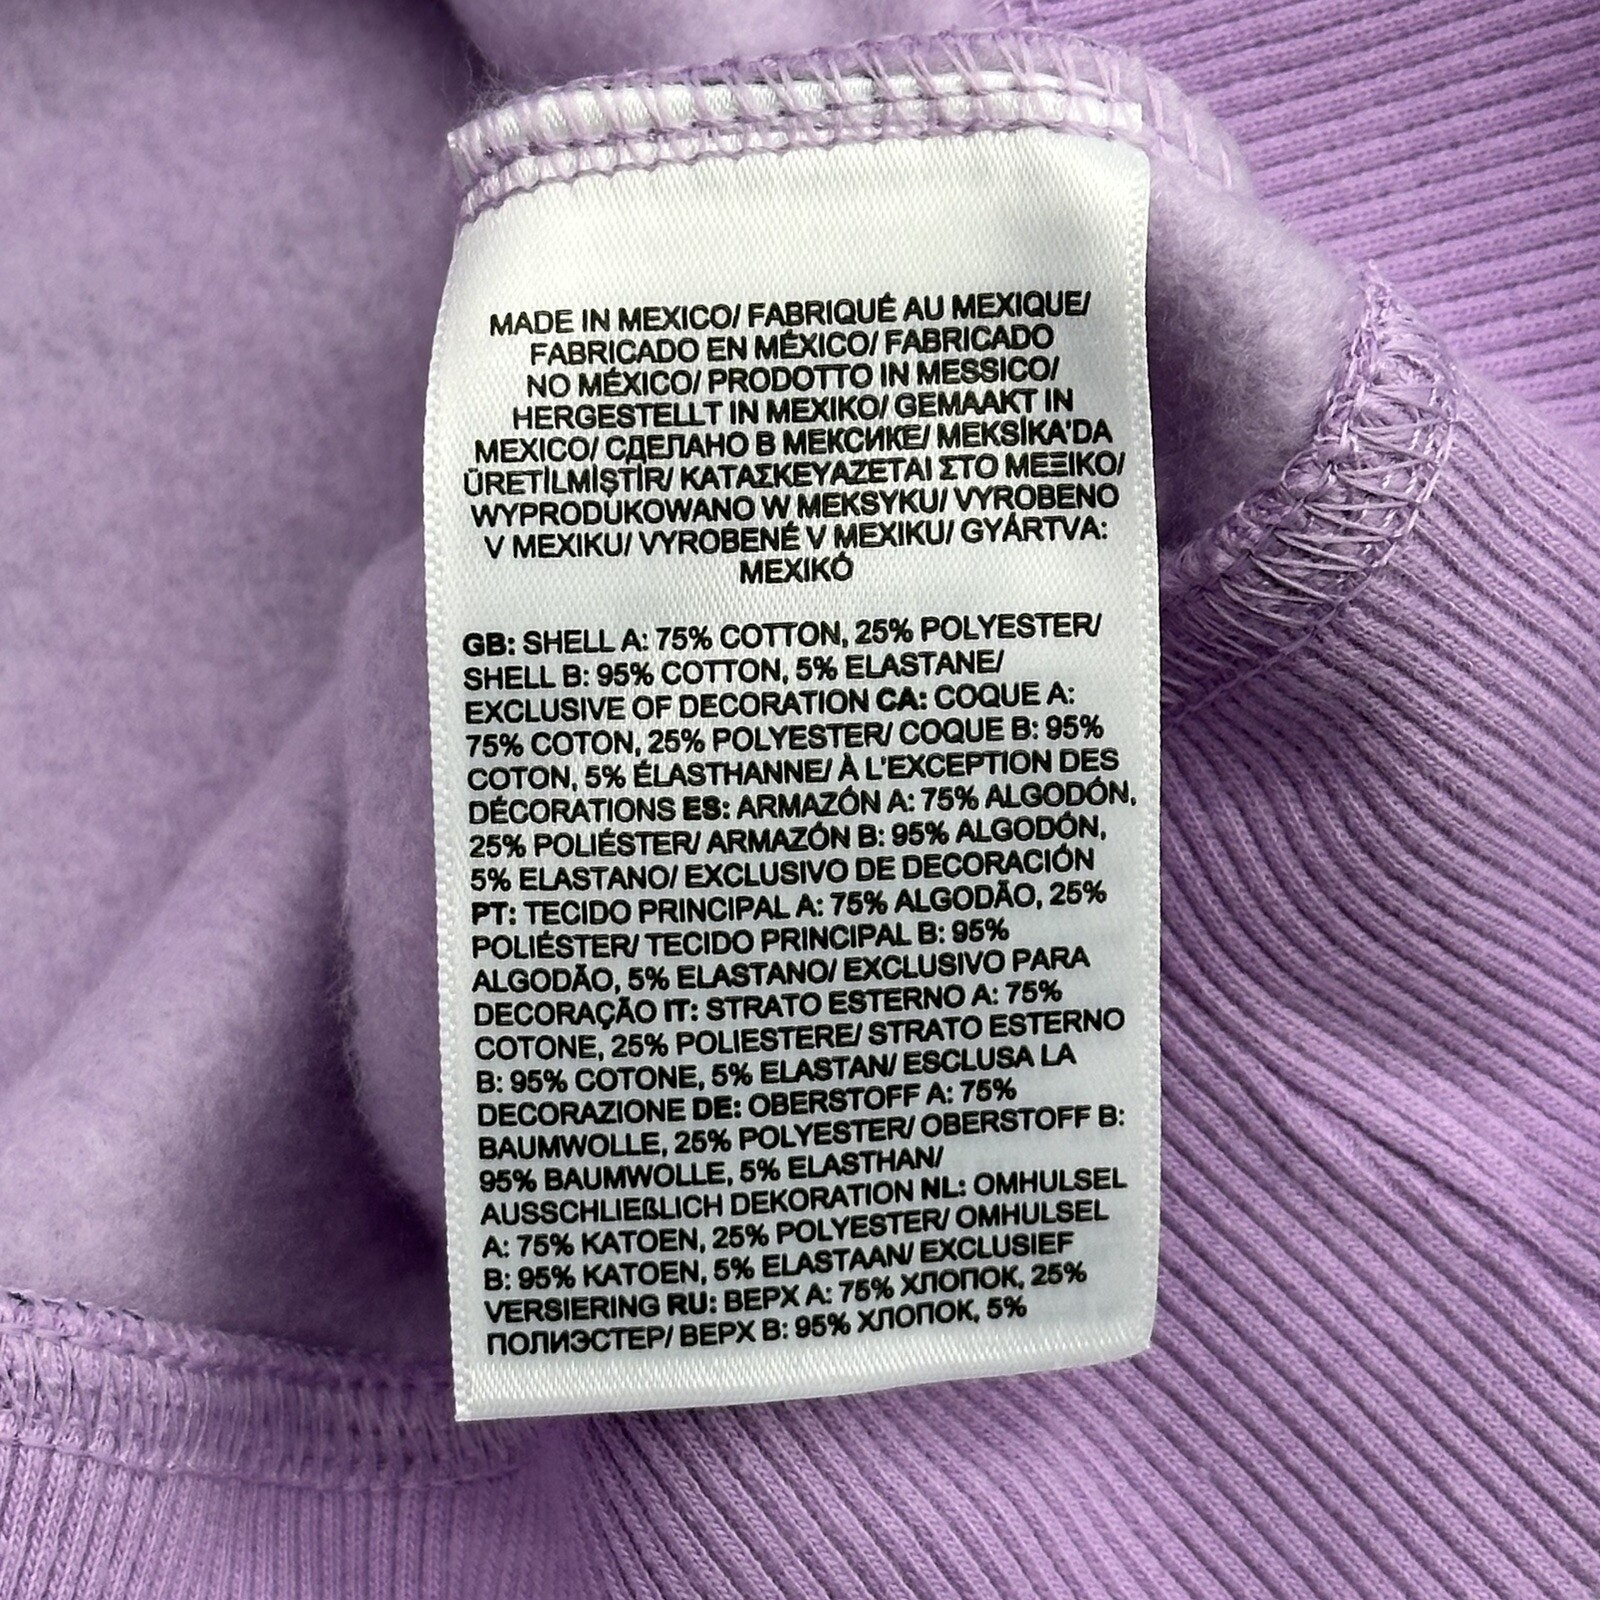 MADE IN MEXICO/ FABRIQUÉ AU MEXIQUE/
FABRICADO EN MÉXICO/ FABRICADO
NO MÉXICO/ PRODOTTO IN MESSICO/
HERGESTELLT IN MEXIKO/ GEMAAKT IN
MEXICO/ СДЕЛАНО В МЕКСИКЕ/ MEKSİKA'DA
ÜRETİLMİŞTİR/ ΚΑΤΑΣΚΕΥΑΖΕΤΑΙ ΣΤΟ ΜΕΞΙΚΟ/
WYPRODUKOWANO W MEKSYKU/ VYROBENO
V MEXIKU/ VYROBENÉ V MEXIKU/ GYÁRTVA:
MEXIKÓ
GB: SHELL A: 75% COTTON, 25% POLYESTER/
SHELL B: 95% COTTON, 5% ELASTANE/
EXCLUSIVE OF DECORATION CA: COQUE A:
75% COTON, 25% POLYESTER/ COQUE B: 95%
COTON, 5% ÉLASTHANNE/ À L'EXCEPTION DES
DÉCORATIONS ES: ARMAZÓN A: 75% ALGODÓN,
25% POLIÉSTER/ ARMAZÓN B: 95% ALGODÓN,
5% ELASTANO/ EXCLUSIVO DE DECORACIÓN
PT: TECIDO PRINCIPAL A: 75% ALGODÃO, 25%
POLIÉSTER/ TECIDO PRINCIPAL B: 95%
ALGODÃO, 5% ELASTANO/ EXCLUSIVO PARA
DECORAÇÃO IT: STRATO ESTERNO A: 75%
COTONE, 25% POLIESTERE/ STRATO ESTERNO
B: 95% COTONE, 5% ELASTAN/ ESCLUSA LA
DECORAZIONE DE: OBERSTOFF A: 75%
BAUMWOLLE, 25% POLYESTER/ OBERSTOFF B:
95% BAUMWOLLE, 5% ELASTHAN/
AUSSCHLIEßLICH DEKORATION NL: OMHULSEL
A: 75% KATOEN, 25% POLYESTER/ OMHULSEL
B: 95% KATOEN, 5% ELASTAAN/ EXCLUSIEF
VERSIERING RU: ВЕРХ A: 75% ХЛОПОК, 25%
ПОЛИЭСТЕР/ ВЕРХ B: 95% ХЛОПОК, 5%